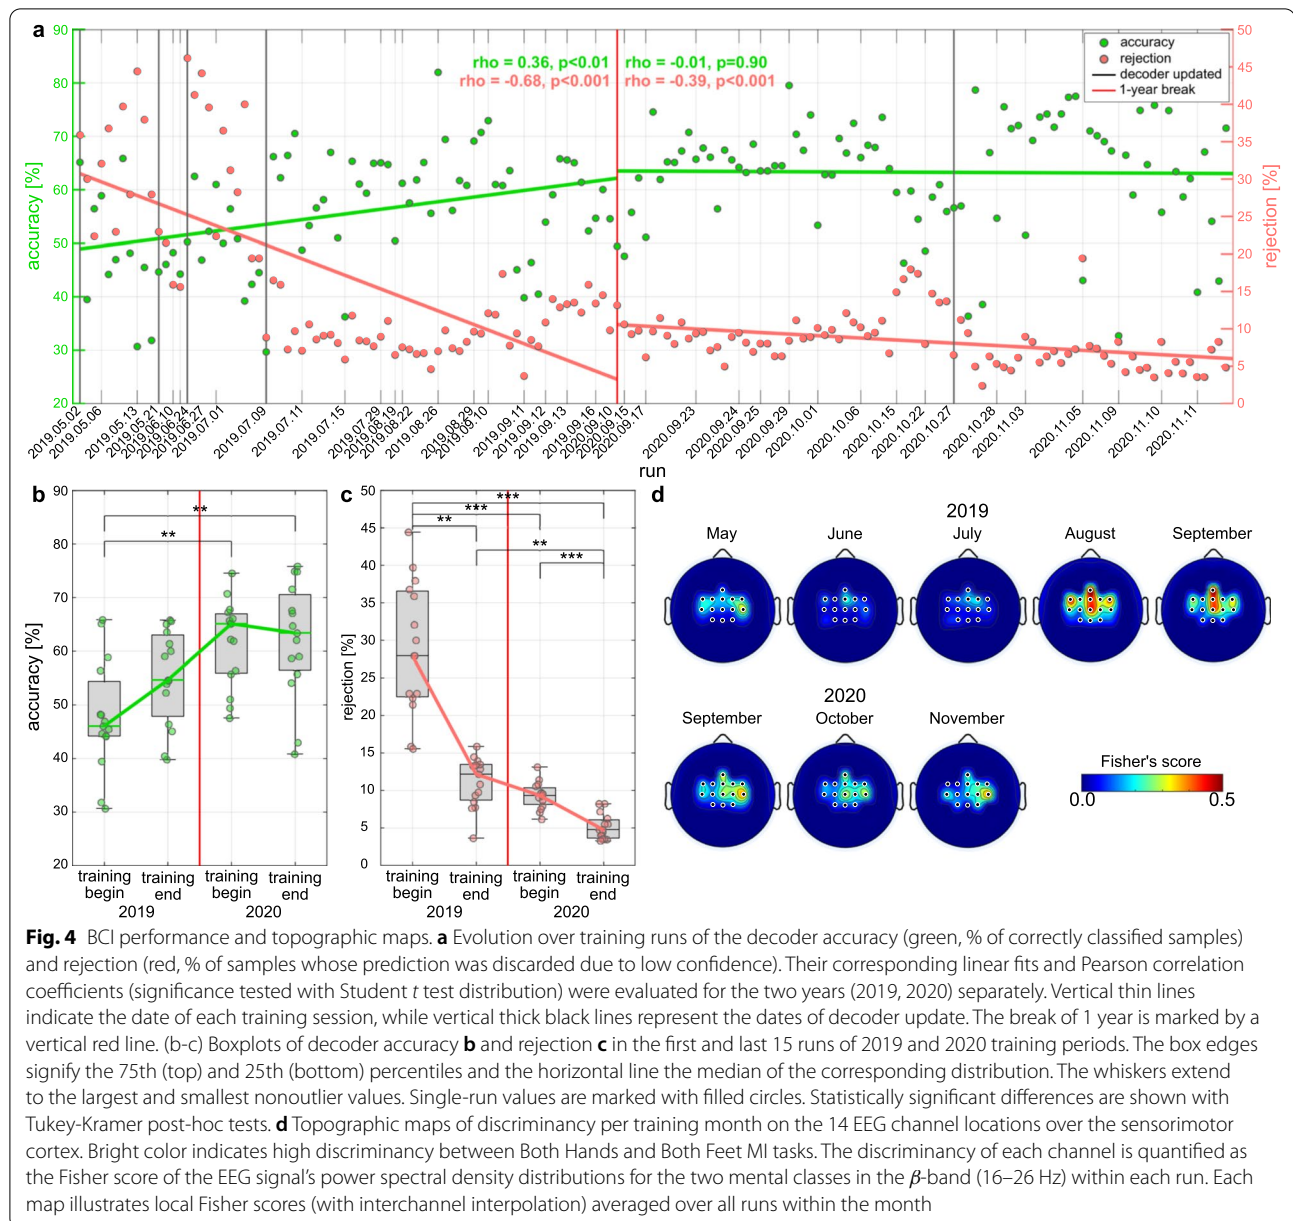 a
90
80
70
60
50
40
30
20
accuracy [%]
rho = 0.36, p<0.01
rho = -0.68, p<0.001
rho = -0.01, p=0.90
rho = -0.39, p<0.001
accuracy
rejection
decoder updated
1-year break
50
45
40
35
30
25
20
15
10
5
0
rejection [%]
2019.05.02
2019.05.06
2019.05.13
2019.05.21
2019.06.10
2019.06.24
2019.06.27
2019.07.01
2019.07.09
2019.07.11
2019.07.15
2019.07.29
2019.08.19
2019.08.22
2019.08.26
2019.08.29
2019.09.10
2019.09.11
2019.09.12
2019.09.13
2019.09.16
2020.09.10
2020.09.15
2020.09.17
2020.09.23
2020.09.24
2020.09.25
2020.09.29
2020.10.01
2020.10.06
2020.10.15
2020.10.22
2020.10.27
2020.10.28
2020.11.03
2020.11.05
2020.11.09
2020.11.10
2020.11.11
run
b
90
80
70
60
50
40
30
20
accuracy [%]
**
**
training begin
training end
training begin
training end
2019
2020
c
50
45
40
35
30
25
20
15
10
5
0
rejection [%]
***
***
**
**
***
training begin
training end
training begin
training end
2019
2020
d
2019
May
June
July
August
September
2020
September
October
November
Fisher's score
0.0
0.5
Fig. 4 BCI performance and topographic maps. a Evolution over training runs of the decoder accuracy (green, % of correctly classified samples)
and rejection (red, % of samples whose prediction was discarded due to low confidence). Their corresponding linear fits and Pearson correlation
coefficients (significance tested with Student t test distribution) were evaluated for the two years (2019, 2020) separately. Vertical thin lines
indicate the date of each training session, while vertical thick black lines represent the dates of decoder update. The break of 1 year is marked by a
vertical red line. (b-c) Boxplots of decoder accuracy b and rejection c in the first and last 15 runs of 2019 and 2020 training periods. The box edges
signify the 75th (top) and 25th (bottom) percentiles and the horizontal line the median of the corresponding distribution. The whiskers extend
to the largest and smallest nonoutlier values. Single-run values are marked with filled circles. Statistically significant differences are shown with
Tukey-Kramer post-hoc tests. d Topographic maps of discriminancy per training month on the 14 EEG channel locations over the sensorimotor
cortex. Bright color indicates high discriminancy between Both Hands and Both Feet MI tasks. The discriminancy of each channel is quantified as
the Fisher score of the EEG signal's power spectral density distributions for the two mental classes in the β-band (16–26 Hz) within each run. Each
map illustrates local Fisher scores (with interchannel interpolation) averaged over all runs within the month